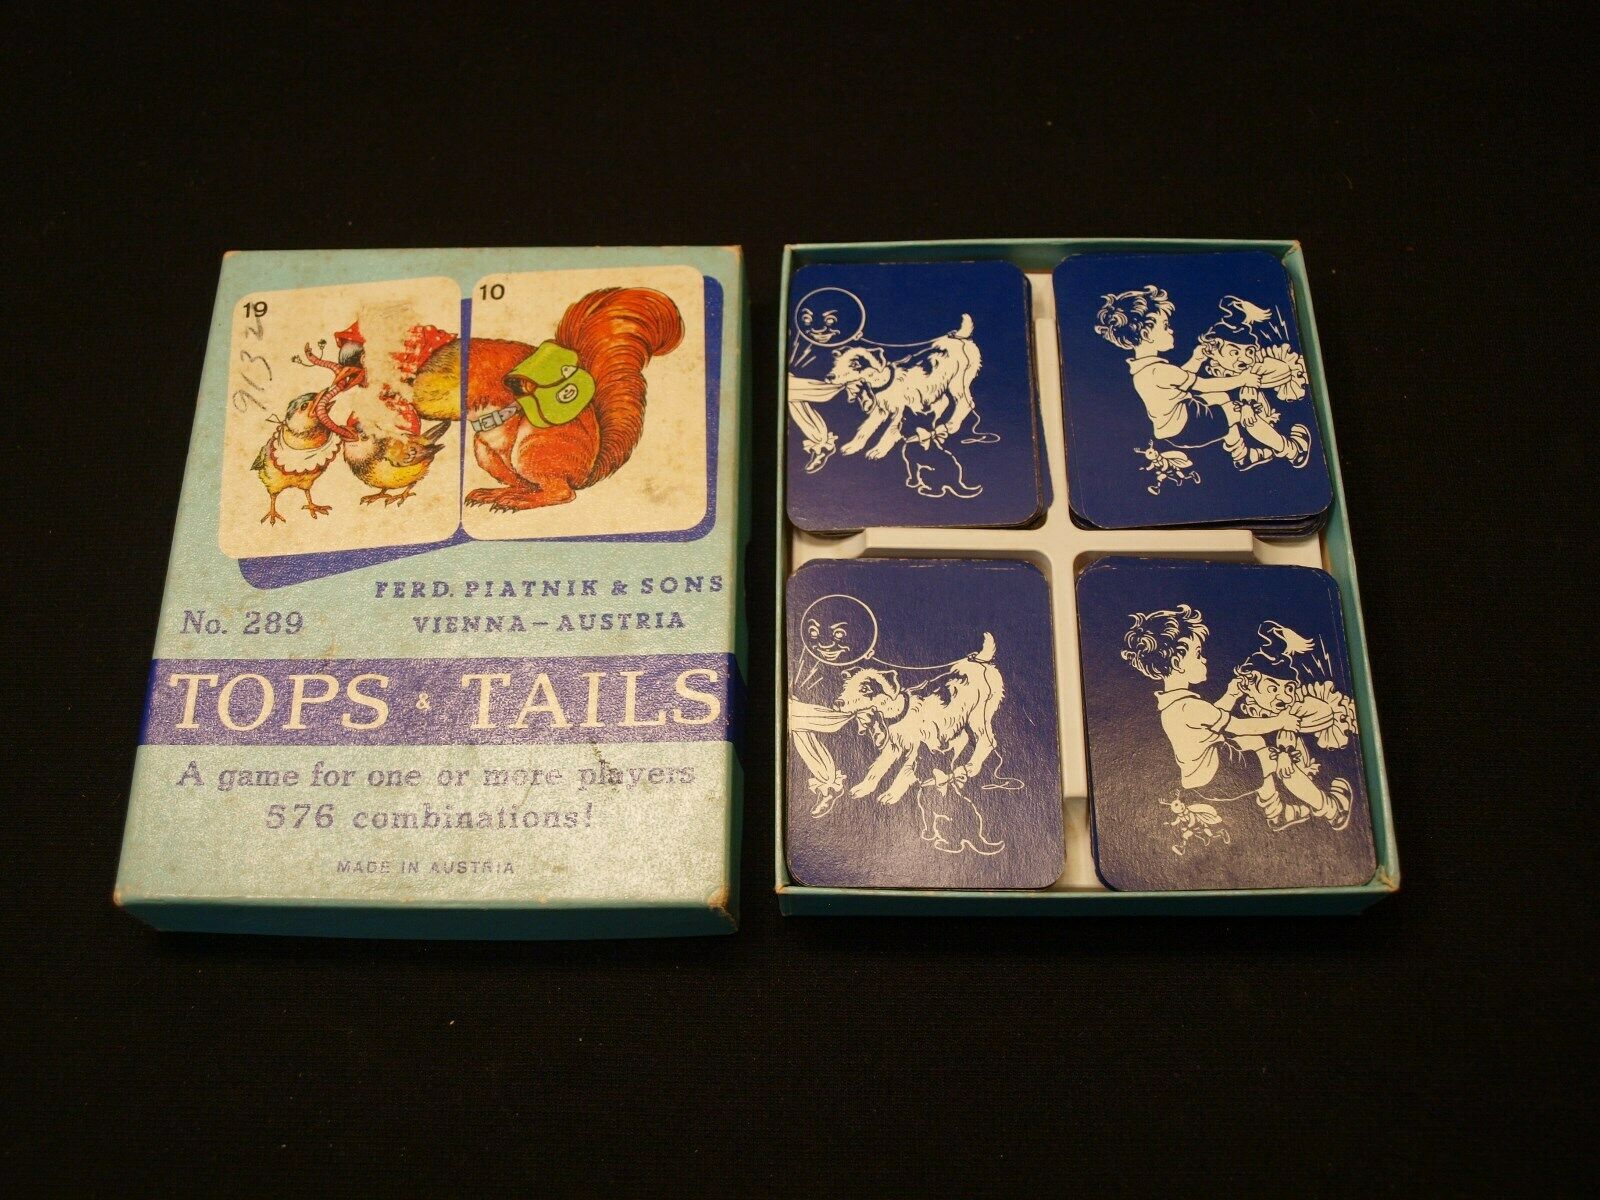 19
10
9132
FERD. PIATNIK & SONS
No. 289
VIENNA – AUSTRIA
TOPS & TAILS
A game for one or more players
576 combinations!
MADE IN AUSTRIA